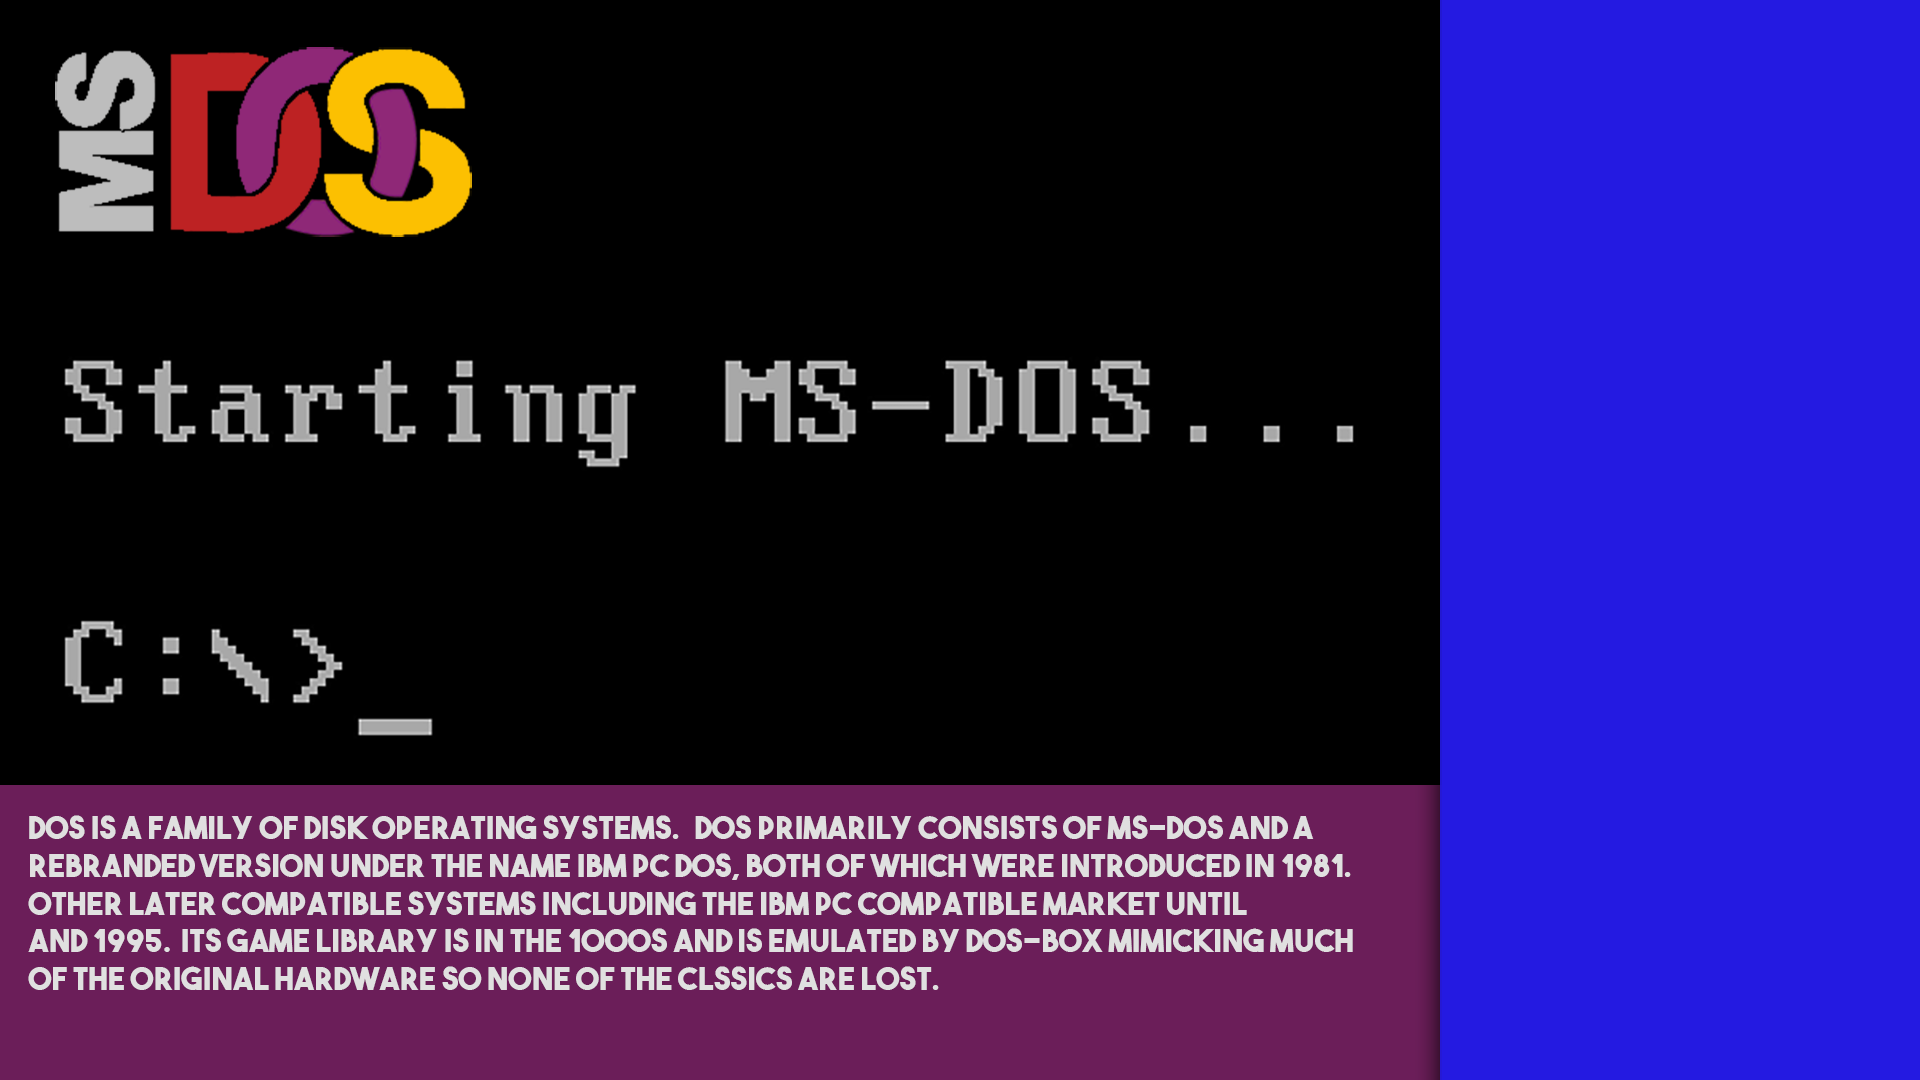 MS DOS
Starting MS-DOS...
C:\>_
DOS IS A FAMILY OF DISK OPERATING SYSTEMS. DOS PRIMARILY CONSISTS OF MS-DOS AND A
REBRANDED VERSION UNDER THE NAME IBM PC DOS, BOTH OF WHICH WERE INTRODUCED IN 1981.
OTHER LATER COMPATIBLE SYSTEMS INCLUDING THE IBM PC COMPATIBLE MARKET UNTIL
AND 1995. ITS GAME LIBRARY IS IN THE 1000S AND IS EMULATED BY DOS-BOX MIMICKING MUCH
OF THE ORIGINAL HARDWARE SO NONE OF THE CLSSICS ARE LOST.